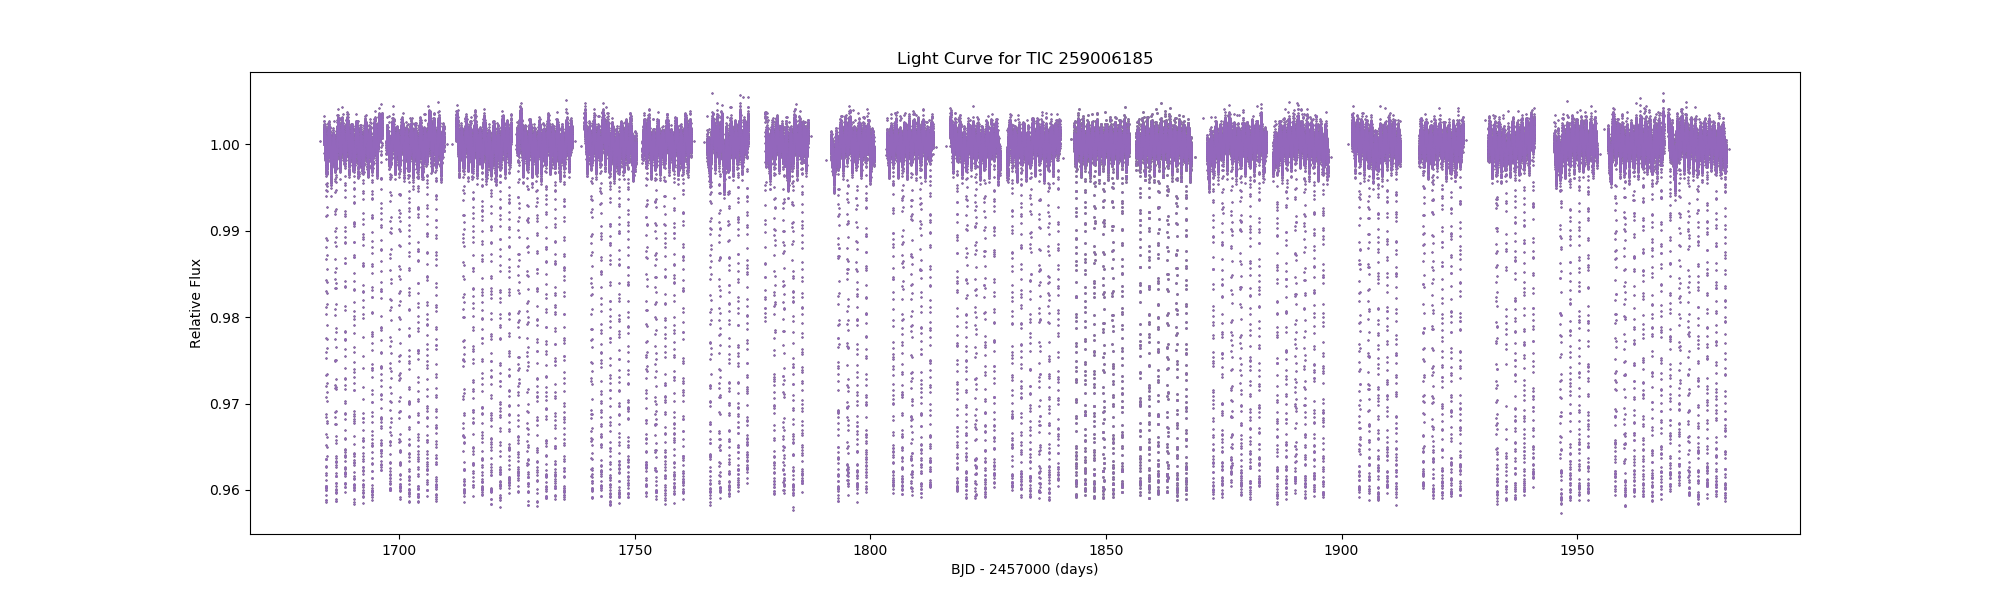 Light Curve for TIC 259006185
Relative Flux
1.00
0.99
0.98
0.97
0.96
1700 1750 1800 1850 1900 1950
BJD - 2457000 (days)